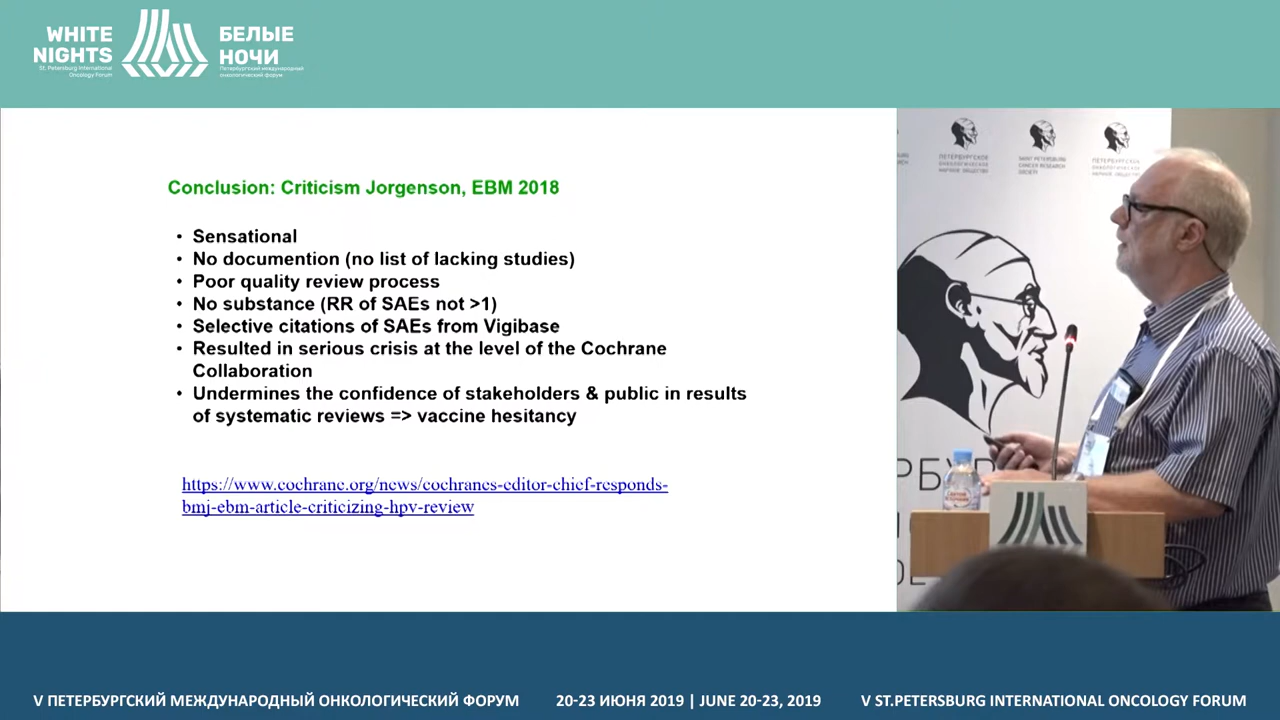 WHITE
NIGHTS
St. Petersburg International
Oncology Forum
БЕЛЫЕ
НОЧИ
Петербургский международный
онкологический форум
Conclusion: Criticism Jorgenson, EBM 2018
• Sensational
• No documention (no list of lacking studies)
• Poor quality review process
• No substance (RR of SAEs not >1)
• Selective citations of SAEs from Vigibase
• Resulted in serious crisis at the level of the Cochrane
Collaboration
• Undermines the confidence of stakeholders & public in results
of systematic reviews => vaccine hesitancy
https://www.cochrane.org/news/cochranes-editor-chief-responds-
bmj-ebm-article-criticizing-hpv-review
ПЕТЕРБУРГСКОЕ
ОНКОЛОГИЧЕСКОЕ
НАУЧНОЕ ОБЩЕСТВО
SAINT PETERSBURG
CANCER RESEARCH
SOCIETY
ПЕТЕРБУРГСКОЕ
ОНКОЛОГИЧЕСКОЕ
НАУЧНОЕ ОБЩЕСТВО
V ПЕТЕРБУРГСКИЙ МЕЖДУНАРОДНЫЙ ОНКОЛОГИЧЕСКИЙ ФОРУМ
20-23 ИЮНЯ 2019 | JUNE 20-23, 2019
V ST.PETERSBURG INTERNATIONAL ONCOLOGY FORUM